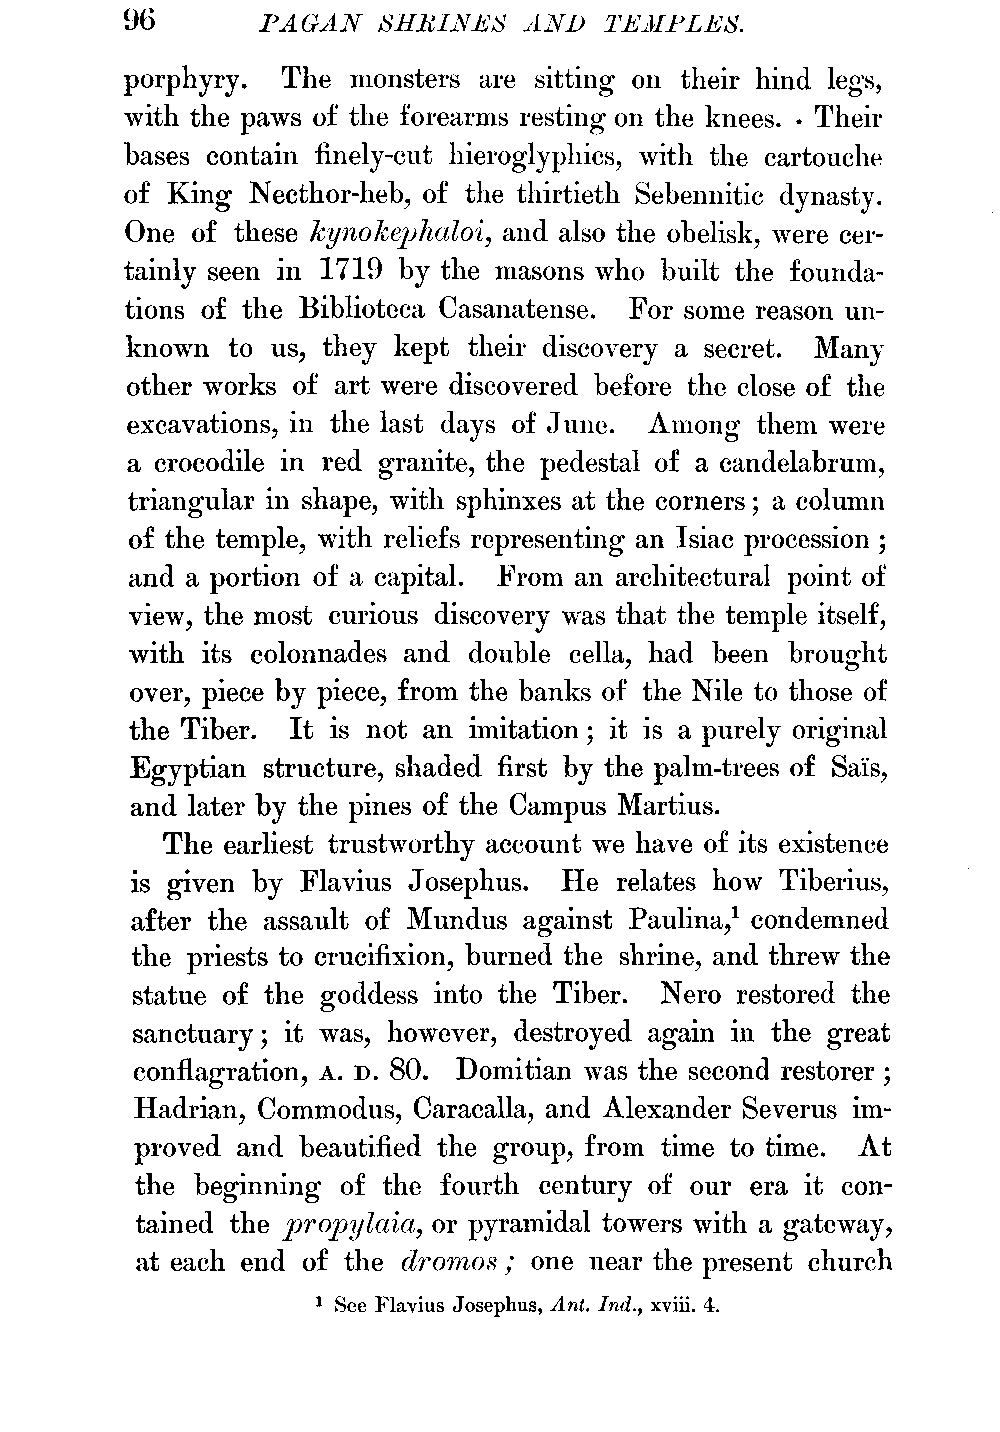 96 PAGAN SHRINES AND TEMPLES.
porphyry. The monsters are sitting on their hind legs,
with the paws of the forearms resting on the knees. · Their
bases contain finely-cut hieroglyphics, with the cartouche
of King Necthor-heb, of the thirtieth Sebennitic dynasty.
One of these kynokephaloi, and also the obelisk, were cer-
tainly seen in 1719 by the masons who built the founda-
tions of the Biblioteca Casanatense. For some reason un-
known to us, they kept their discovery a secret. Many
other works of art were discovered before the close of the
excavations, in the last days of June. Among them were
a crocodile in red granite, the pedestal of a candelabrum,
triangular in shape, with sphinxes at the corners; a column
of the temple, with reliefs representing an Isiac procession;
and a portion of a capital. From an architectural point of
view, the most curious discovery was that the temple itself,
with its colonnades and double cella, had been brought
over, piece by piece, from the banks of the Nile to those of
the Tiber. It is not an imitation; it is a purely original
Egyptian structure, shaded first by the palm-trees of Saïs,
and later by the pines of the Campus Martius.
The earliest trustworthy account we have of its existence
is given by Flavius Josephus. He relates how Tiberius,
after the assault of Mundus against Paulina,¹ condemned
the priests to crucifixion, burned the shrine, and threw the
statue of the goddess into the Tiber. Nero restored the
sanctuary; it was, however, destroyed again in the great
conflagration, A. D. 80. Domitian was the second restorer;
Hadrian, Commodus, Caracalla, and Alexander Severus im-
proved and beautified the group, from time to time. At
the beginning of the fourth century of our era it con-
tained the propylaia, or pyramidal towers with a gateway,
at each end of the dromos; one near the present church
¹ See Flavius Josephus, Ant. Ind., xviii. 4.